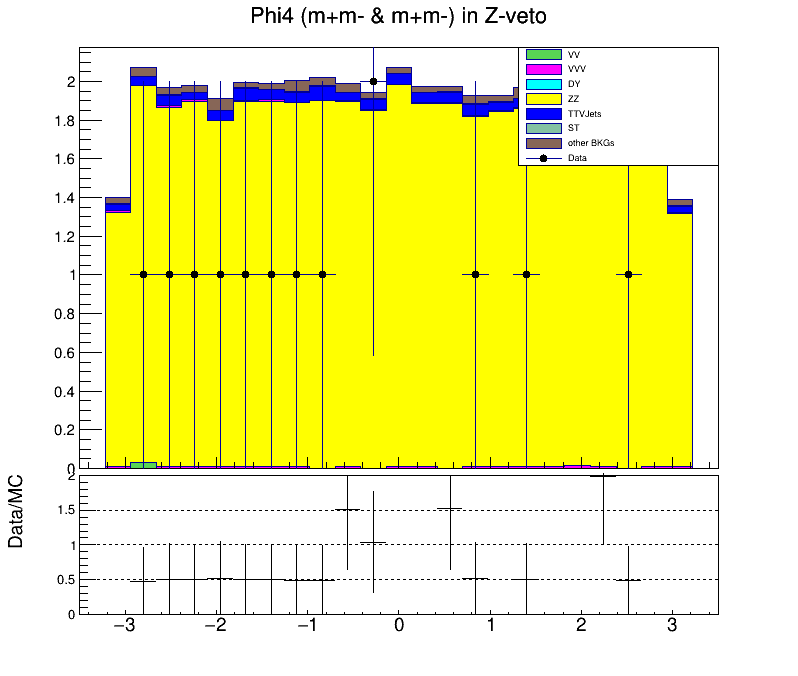 Phi4 (m+m- & m+m-) in Z-veto
VV
VVV
DY
ZZ
TTVJets
ST
other BKGs
Data
2
1.8
1.6
1.4
1.2
1
0.8
0.6
0.4
0.2
0
Data/MC
2
1.5
1
0.5
0
−3 −2 −1 0 1 2 3